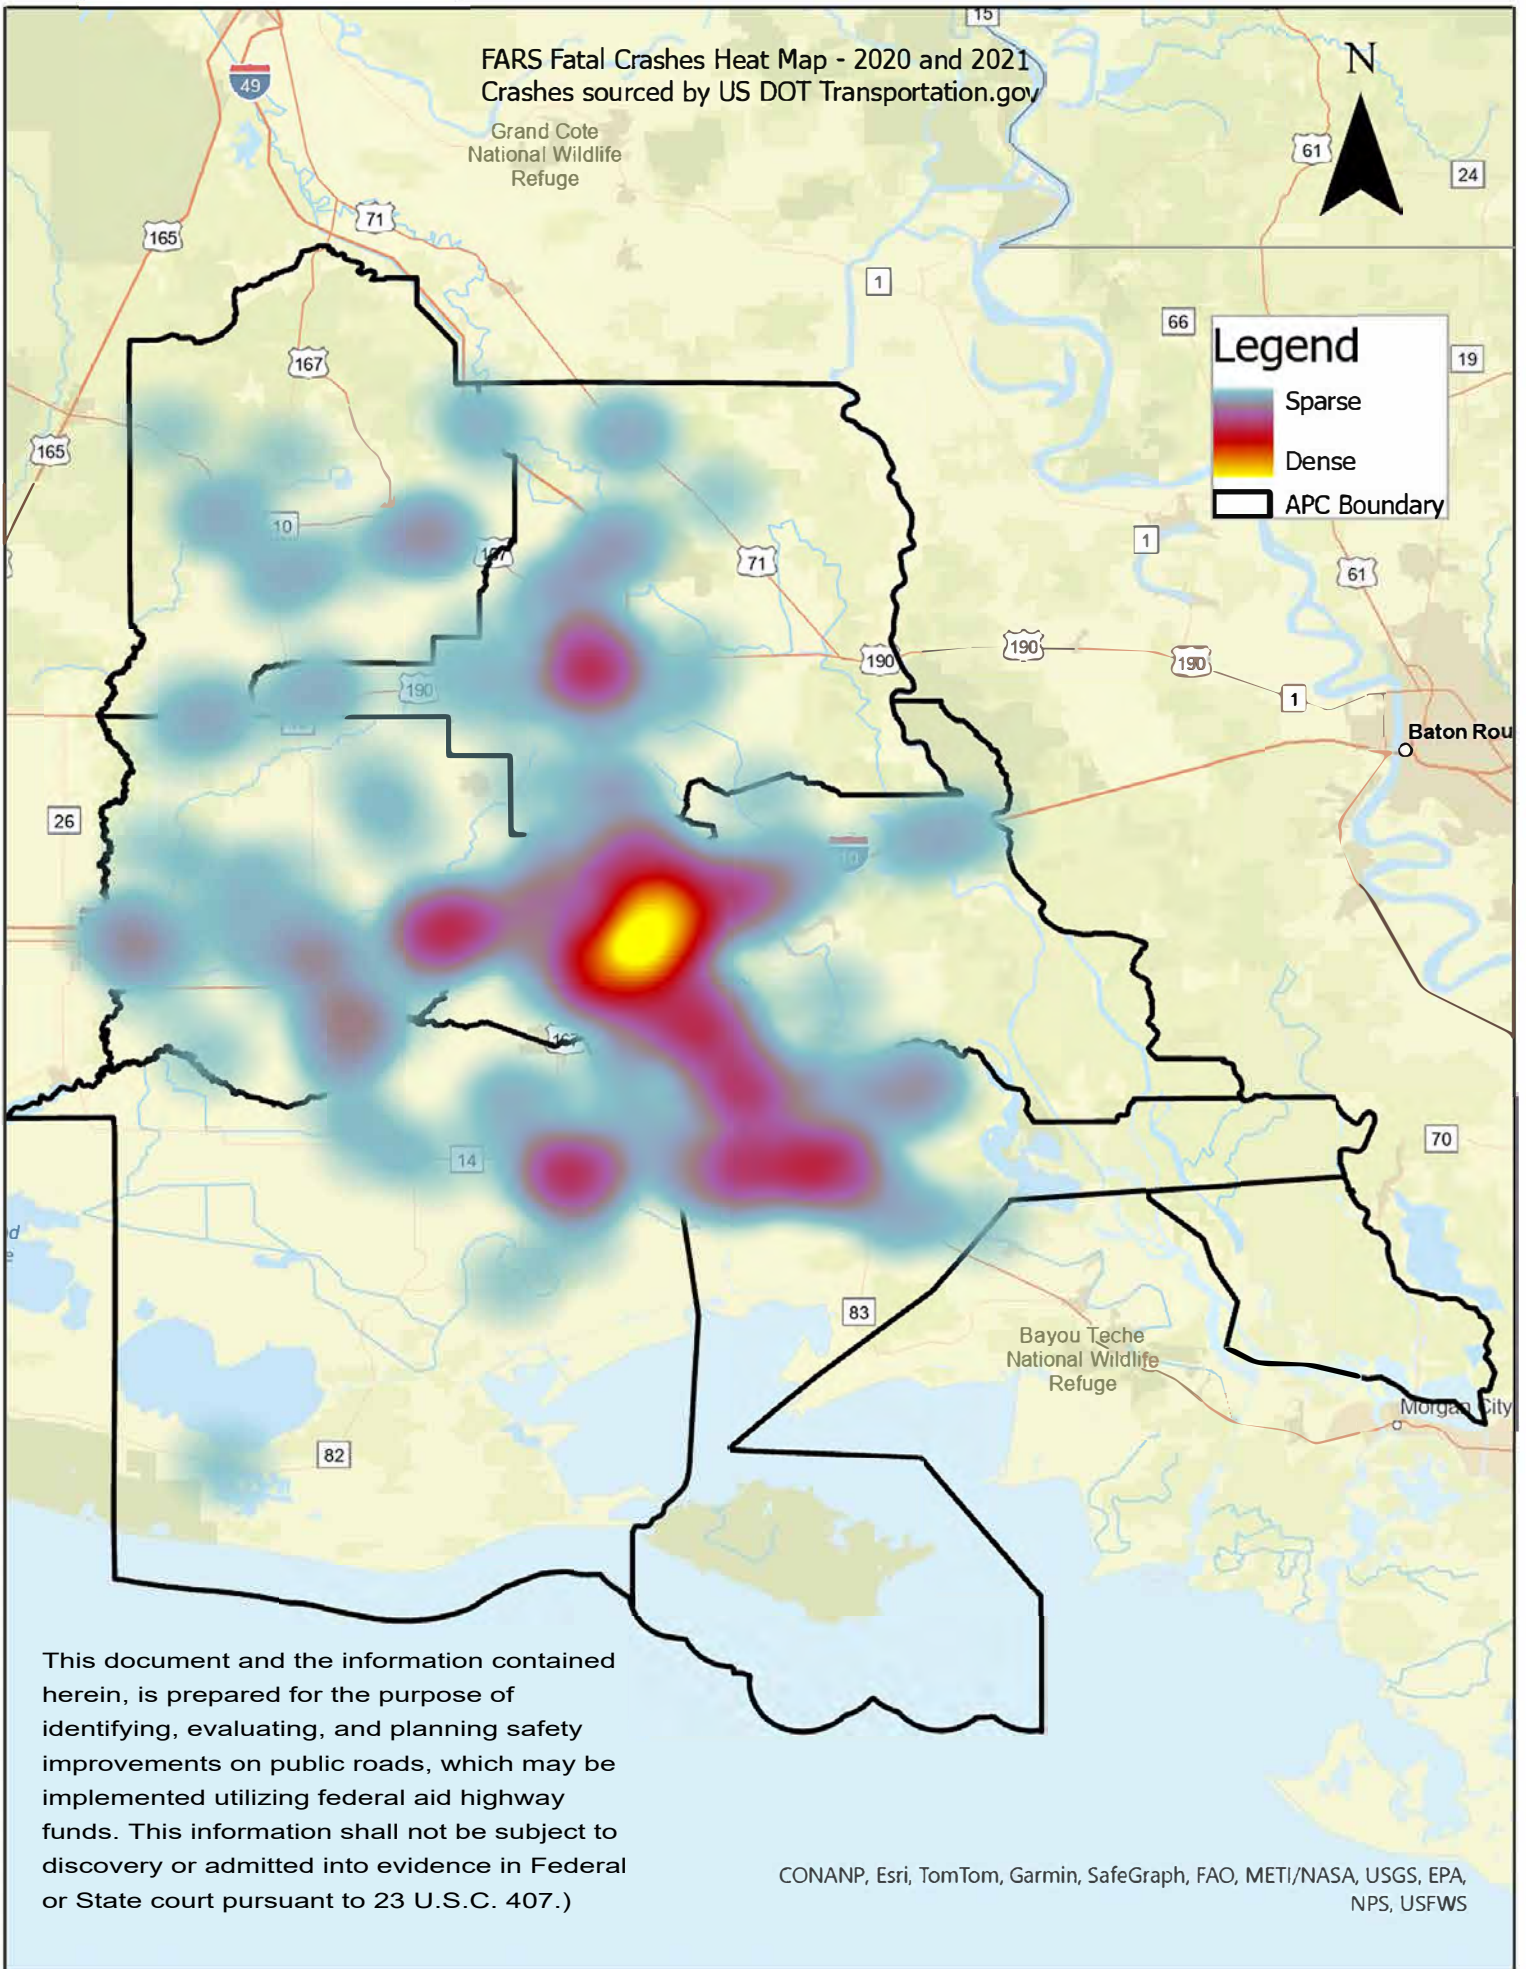 15
FARS Fatal Crashes Heat Map - 2020 and 2021
Crashes sourced by US DOT Transportation.gov
N
49
Grand Cote
National Wildlife
Refuge
61
24
71
165
1
66
Legend
19
167
Sparse
165
Dense
APC Boundary
10
1
167
71
61
190
190
190
190
1
Baton Rou
26
10
167
70
14
83
Bayou Teche
National Wildlife
Refuge
Morgan City
82
This document and the information contained
herein, is prepared for the purpose of
identifying, evaluating, and planning safety
improvements on public roads, which may be
implemented utilizing federal aid highway
funds. This information shall not be subject to
discovery or admitted into evidence in Federal
or State court pursuant to 23 U.S.C. 407.)
CONANP, Esri, TomTom, Garmin, SafeGraph, FAO, METI/NASA, USGS, EPA,
NPS, USFWS